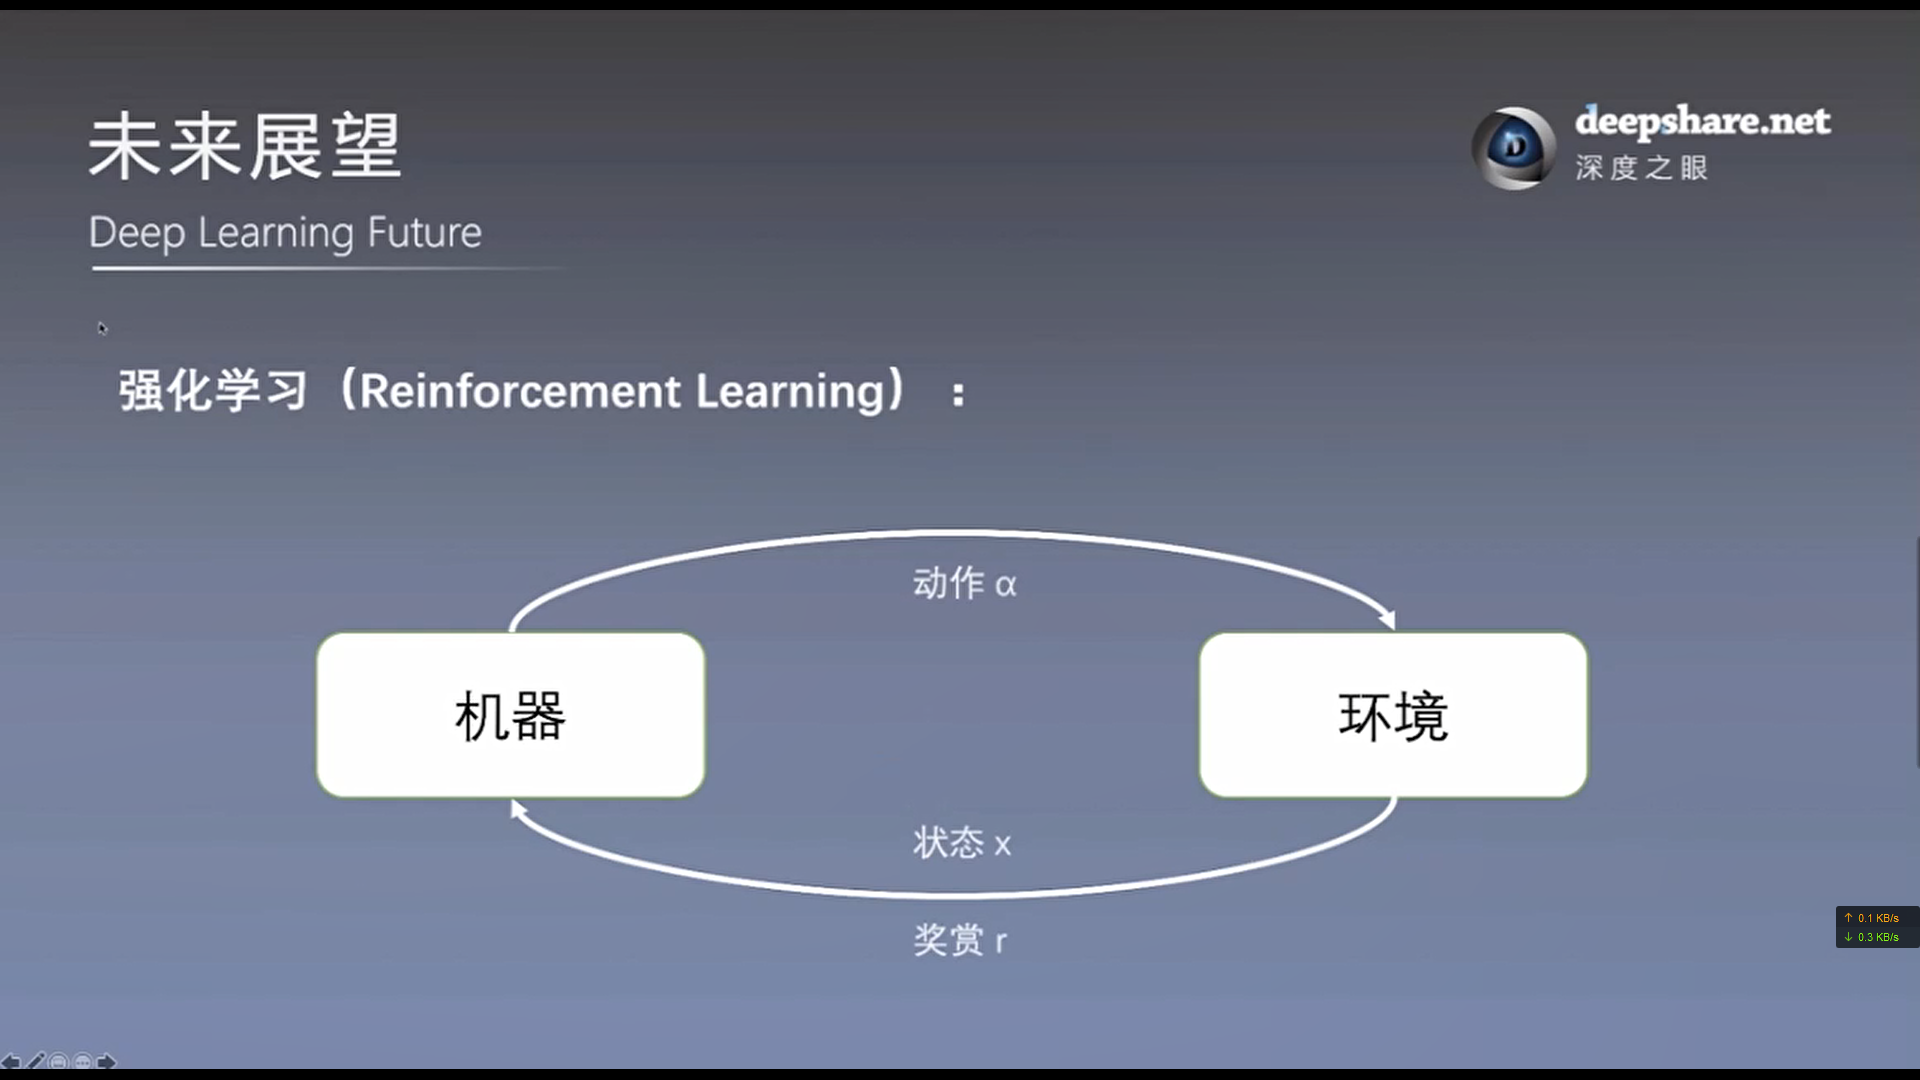 未来展望
Deep Learning Future
deepshare.net
深度之眼
强化学习（Reinforcement Learning）：
动作 α
机器
环境
状态 x
奖赏 r
↑ 0.1 KB/s
↓ 0.3 KB/s